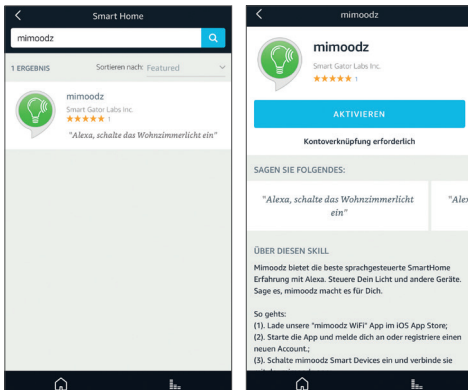 Smart Home
mimoodz
1 ERGEBNIS
Sortieren nach: Featured
mimoodz
Smart Gator Labs Inc.
★★★★★ 1
"Alexa, schalte das Wohnzimmerlicht ein"
mimoodz
mimoodz
Smart Gator Labs Inc.
★★★★★ 1
AKTIVIEREN
Kontoverknüpfung erforderlich
SAGEN SIE FOLGENDES:
"Alexa, schalte das Wohnzimmerlicht
ein"
"Alex
ÜBER DIESEN SKILL
Mimoodz bietet die beste sprachgesteuerte SmartHome
Erfahrung mit Alexa. Steuere Dein Licht und andere Geräte.
Sage es, mimoodz macht es für Dich.
So gehts:
(1). Lade unsere "mimoodz WiFi" App im iOS App Store;
(2). Starte die App und melde dich an oder registriere einen
neuen Account.;
(3). Schalte mimoodz Smart Devices ein und verbinde sie